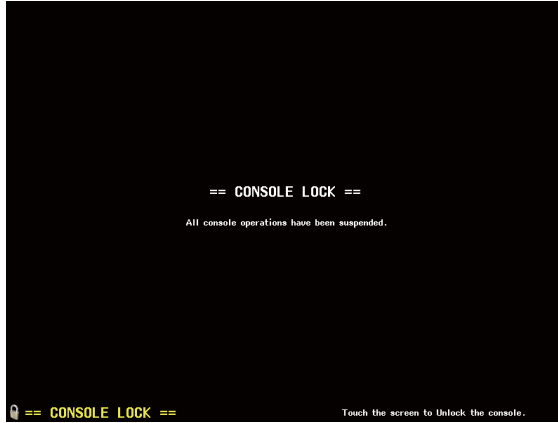 == CONSOLE LOCK ==
All console operations have been suspended.
== CONSOLE LOCK ==
Touch the screen to Unlock the console.